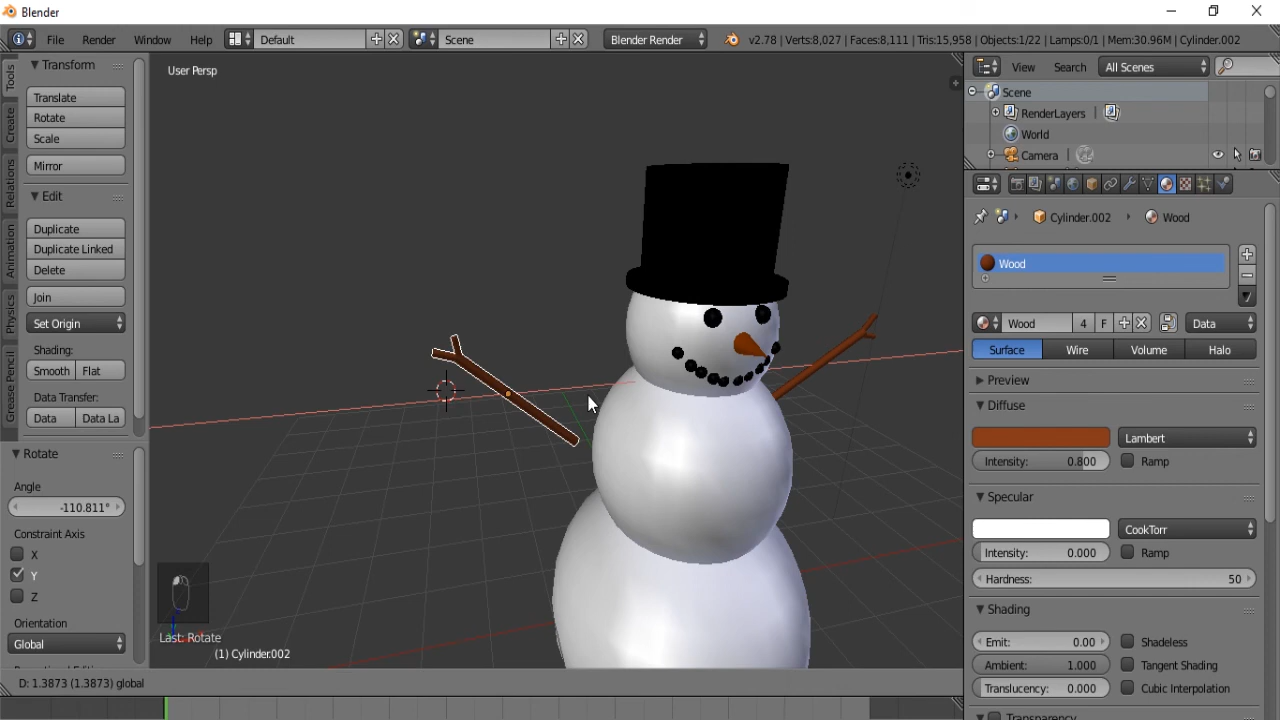 Blender
File Render Window Help Default Scene Blender Render v2.78 | Verts:8,027 | Faces:8,111 | Tris:15,958 | Objects:1/22 | Lamps:0/1 | Mem:30.96M | Cylinder.002
Tools
Create
Relations
Animation
Physics
Grease Pencil
Transform
Translate
Rotate
Scale
Mirror
Edit
Duplicate
Duplicate Linked
Delete
Join
Set Origin
Shading:
Smooth Flat
Data Transfer:
Data Data La
Rotate
Angle
-110.811°
Constraint Axis
X
Y
Z
Orientation
Global
User Persp
Last: Rotate
(1) Cylinder.002
D: 1.3873 (1.3873) global
View Search All Scenes
Scene
RenderLayers |
World
Camera |
Cylinder.002 Wood
Wood
Wood 4 F Data
Surface Wire Volume Halo
Preview
Diffuse
Lambert
Intensity: 0.800 Ramp
Specular
CookTorr
Intensity: 0.000 Ramp
Hardness: 50
Shading
Emit: 0.00 Shadeless
Ambient: 1.000 Tangent Shading
Translucency: 0.000 Cubic Interpolation
Transparency